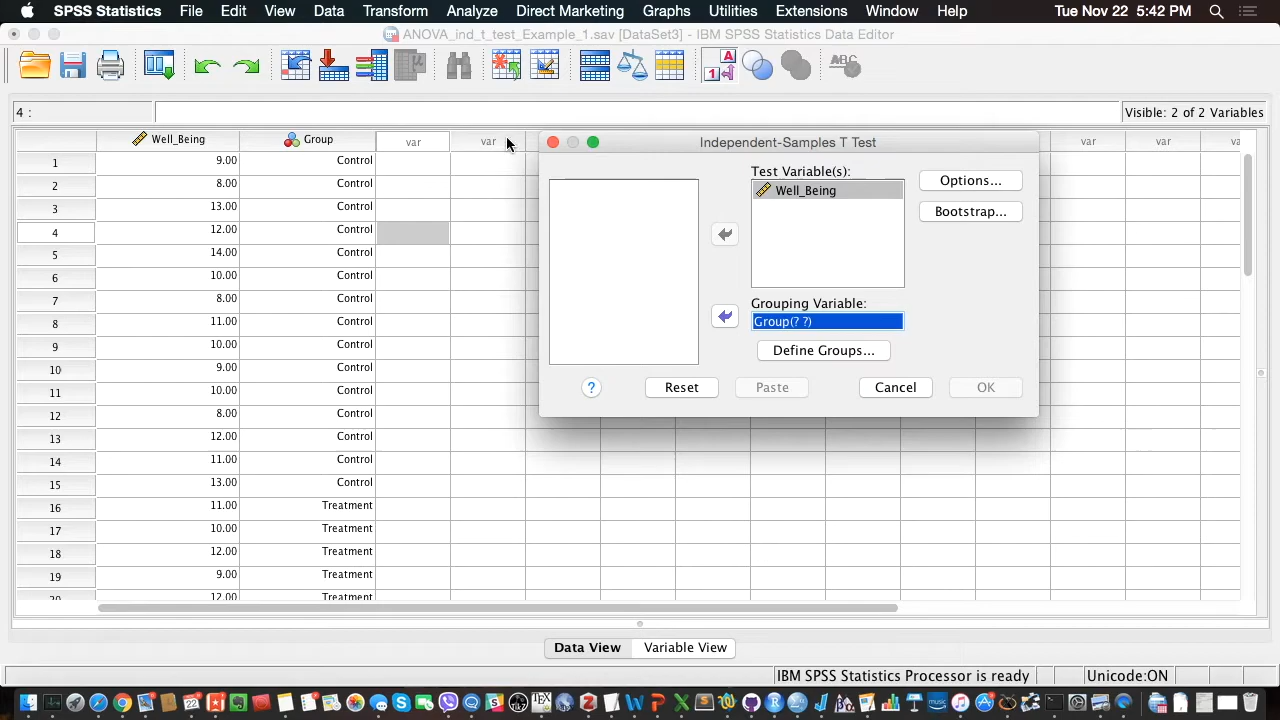 SPSS Statistics File Edit View Data Transform Analyze Direct Marketing Graphs Utilities Extensions Window Help Tue Nov 22 5:42 PM
ANOVA_ind_t_test_Example_1.sav [DataSet3] - IBM SPSS Statistics Data Editor
4 : Visible: 2 of 2 Variables
Well_Being Group var var var var va
1 9.00 Control
2 8.00 Control
3 13.00 Control
4 12.00 Control
5 14.00 Control
6 10.00 Control
7 8.00 Control
8 11.00 Control
9 10.00 Control
10 9.00 Control
11 10.00 Control
12 8.00 Control
13 12.00 Control
14 11.00 Control
15 13.00 Control
16 11.00 Treatment
17 10.00 Treatment
18 12.00 Treatment
19 9.00 Treatment
20 12.00 Treatment
Independent-Samples T Test
Test Variable(s):
Well_Being
Options...
Bootstrap...
Grouping Variable:
Group(? ?)
Define Groups...
? Reset Paste Cancel OK
Data View Variable View
IBM SPSS Statistics Processor is ready Unicode:ON